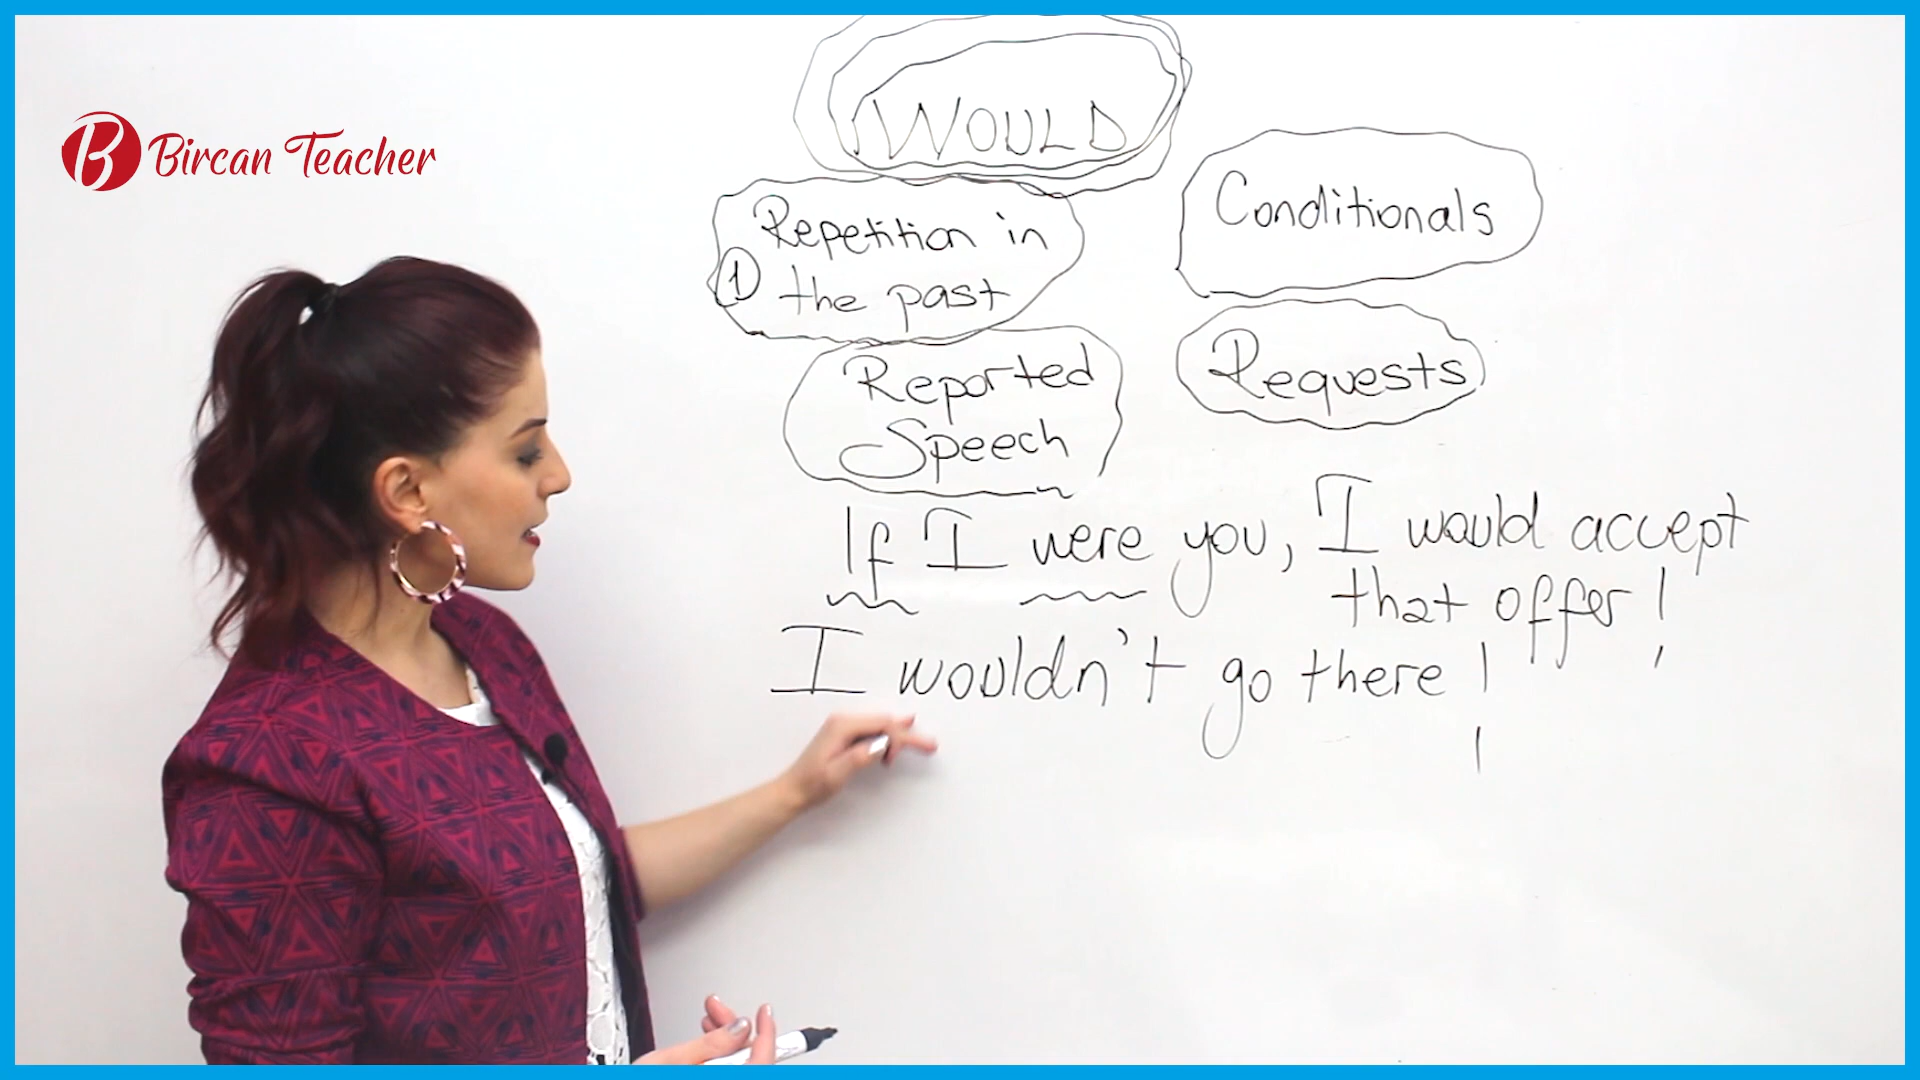 B Bircan Teacher
WOULD
Repetition in
① the past
Conditionals
Reported
Speech
Requests
If I were you, I would accept
that offer!
I wouldn't go there!